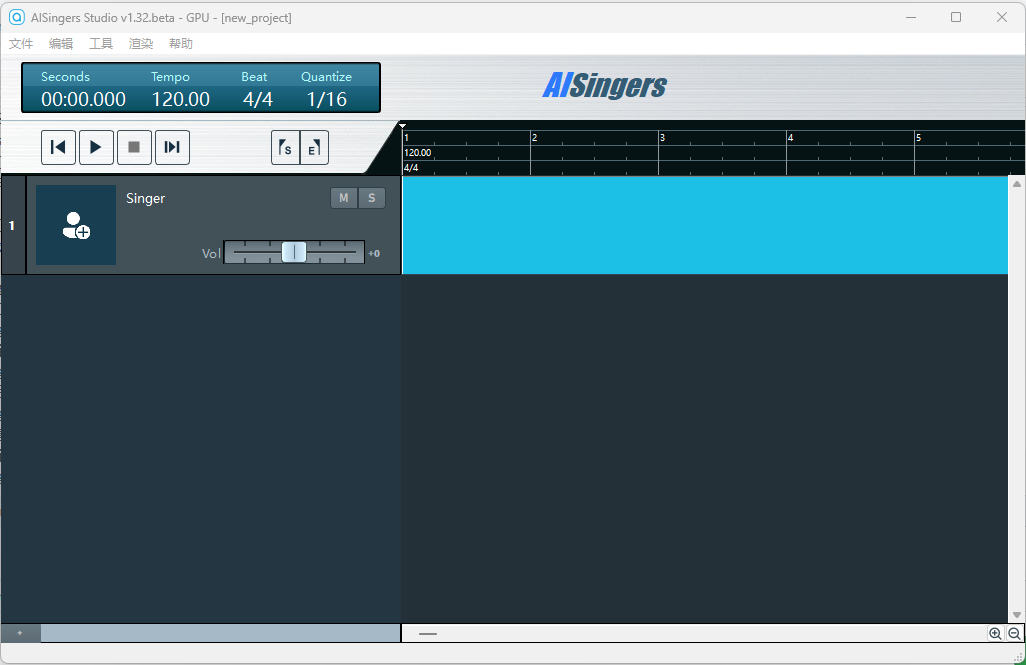 AISingers Studio v1.32.beta - GPU - [new_project]
文件 编辑 工具 渲染 帮助
Seconds Tempo Beat Quantize
00:00.000 120.00 4/4 1/16
AISingers
S E
1 2 3 4 5
120.00
4/4
1
Singer
M S
Vol
+0